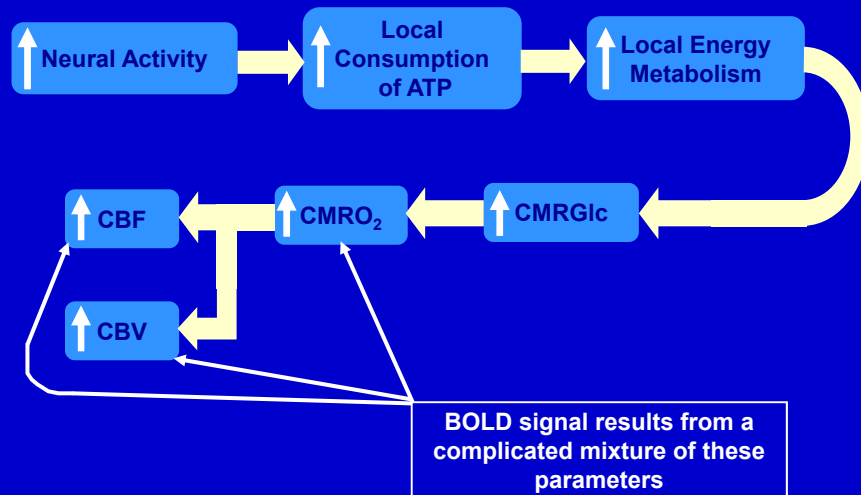 Neural Activity
Local
Consumption
of ATP
Local Energy
Metabolism
CBF
CMRO₂
CMRGlc
CBV
BOLD signal results from a
complicated mixture of these
parameters